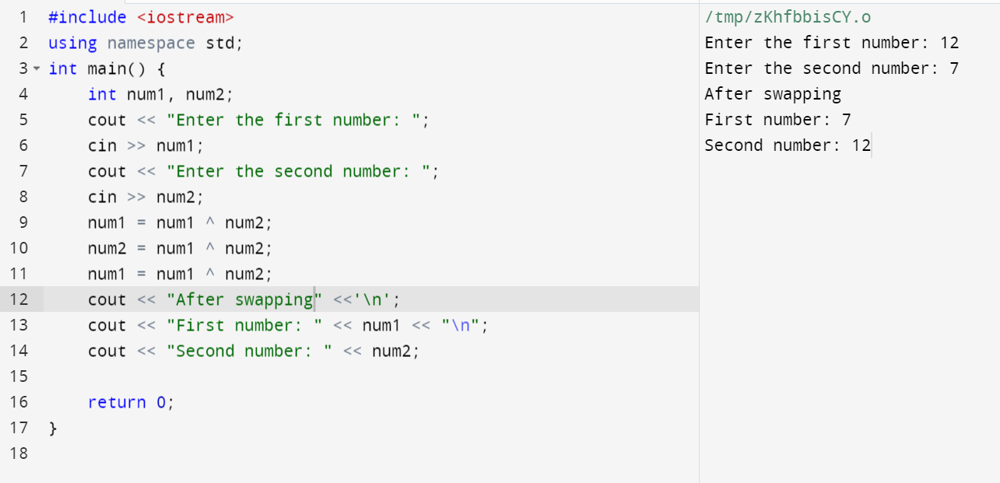 1 #include <iostream>
2 using namespace std;
3 int main() {
4     int num1, num2;
5     cout << "Enter the first number: ";
6     cin >> num1;
7     cout << "Enter the second number: ";
8     cin >> num2;
9     num1 = num1 ^ num2;
10     num2 = num1 ^ num2;
11     num1 = num1 ^ num2;
12     cout << "After swapping" <<'\n';
13     cout << "First number: " << num1 << "\n";
14     cout << "Second number: " << num2;
15
16     return 0;
17 }
18
/tmp/zKhfbbisCY.o
Enter the first number: 12
Enter the second number: 7
After swapping
First number: 7
Second number: 12